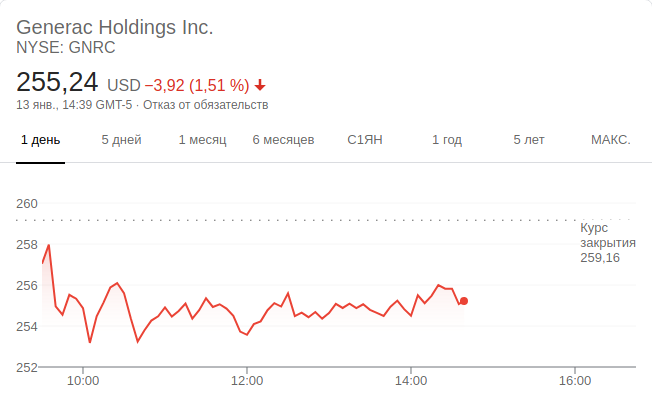 Generac Holdings Inc.
NYSE: GNRC
255,24 USD −3,92 (1,51 %)
13 янв., 14:39 GMT-5 · Отказ от обязательств
1 день 5 дней 1 месяц 6 месяцев С1ЯН 1 год 5 лет МАКС.
260
Курс
закрытия
259,16
258
256
254
252
10:00 12:00 14:00 16:00